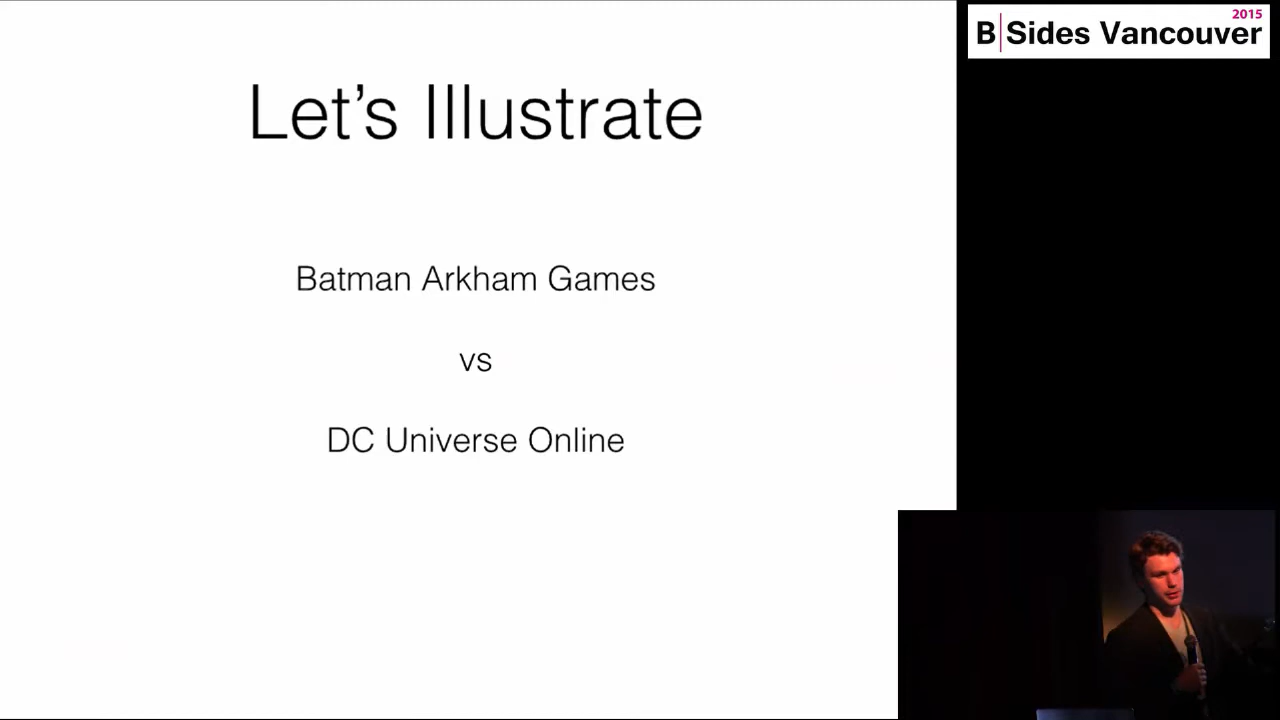 Let's Illustrate
Batman Arkham Games
vs
DC Universe Online
2015
B Sides Vancouver